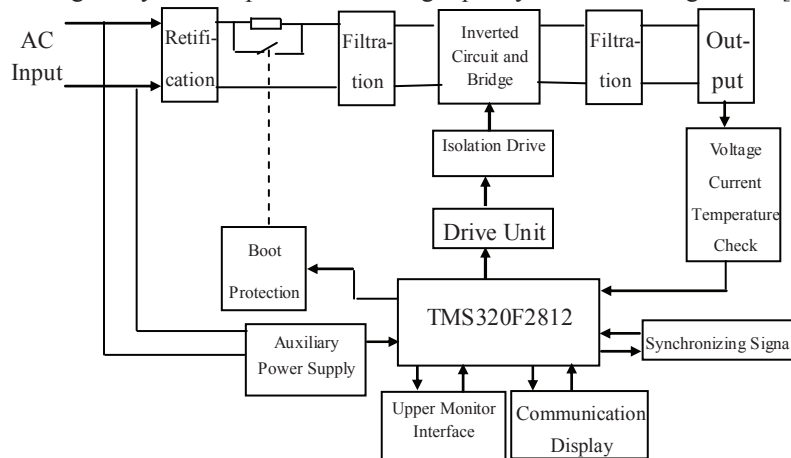 AC
Input
Retifi-
cation
Filtra-
tion
Inverted
Circuit and
Bridge
Filtra-
tion
Out-
put
Isolation Drive
Voltage
Current
Temperature
Check
Drive Unit
Boot
Protection
TMS320F2812
Auxiliary
Power Supply
Synchronizing Signa
Upper Monitor
Interface
Communication
Display